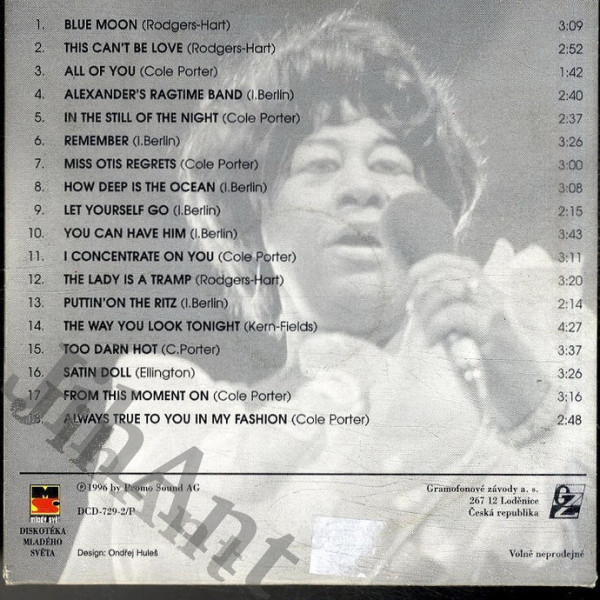 1. BLUE MOON (Rodgers-Hart) 3:09
2. THIS CAN'T BE LOVE (Rodgers-Hart) 2:52
3. ALL OF YOU (Cole Porter) 1:42
4. ALEXANDER'S RAGTIME BAND (I.Berlin) 2:40
5. IN THE STILL OF THE NIGHT (Cole Porter) 2:37
6. REMEMBER (I.Berlin) 3:26
7. MISS OTIS REGRETS (Cole Porter) 3:00
8. HOW DEEP IS THE OCEAN (I.Berlin) 3:08
9. LET YOURSELF GO (I.Berlin) 2:15
10. YOU CAN HAVE HIM (I.Berlin) 3:43
11. I CONCENTRATE ON YOU (Cole Porter) 3:11
12. THE LADY IS A TRAMP (Rodgers-Hart) 3:20
13. PUTTIN'ON THE RITZ (I.Berlin) 2:14
14. THE WAY YOU LOOK TONIGHT (Kern-Fields) 4:27
15. TOO DARN HOT (C.Porter) 3:37
16. SATIN DOLL (Ellington) 3:26
17. FROM THIS MOMENT ON (Cole Porter) 3:16
18. ALWAYS TRUE TO YOU IN MY FASHION (Cole Porter) 2:48
JihAnt
℗1996 by Promo Sound AG
DCD-729-2/P
MS
mladý svět
DISKOTÉKA
MLADÉHO
SVĚTA
Design: Ondřej Huleš
Gramofonové závody a. s.
267 12 Loděnice
Česká republika
GZ
Volně neprodejné